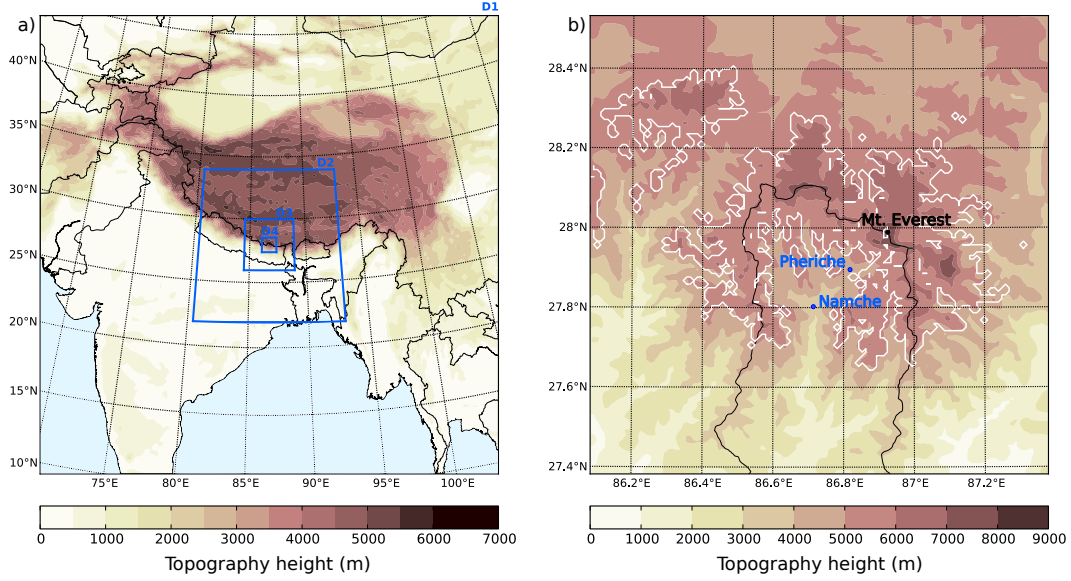 D1
a)
40°N
35°N
30°N
25°N
20°N
15°N
10°N
75°E
80°E
85°E
90°E
95°E
100°E
D2
D3
D4
0 1000 2000 3000 4000 5000 6000 7000
Topography height (m)
b)
28.4°N
28.2°N
28°N
27.8°N
27.6°N
27.4°N
86.2°E
86.4°E
86.6°E
86.8°E
87°E
87.2°E
Mt. Everest
Pheriche
Namche
0 1000 2000 3000 4000 5000 6000 7000 8000 9000
Topography height (m)